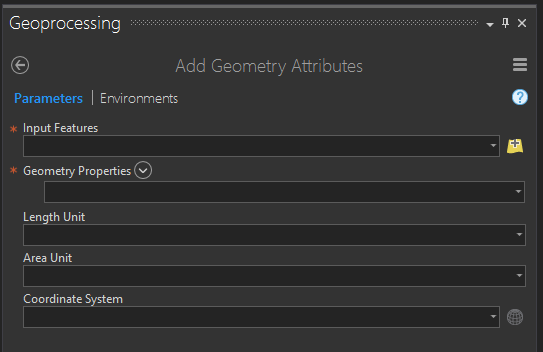 Geoprocessing
Add Geometry Attributes
Parameters | Environments
?
* Input Features
* Geometry Properties
Length Unit
Area Unit
Coordinate System